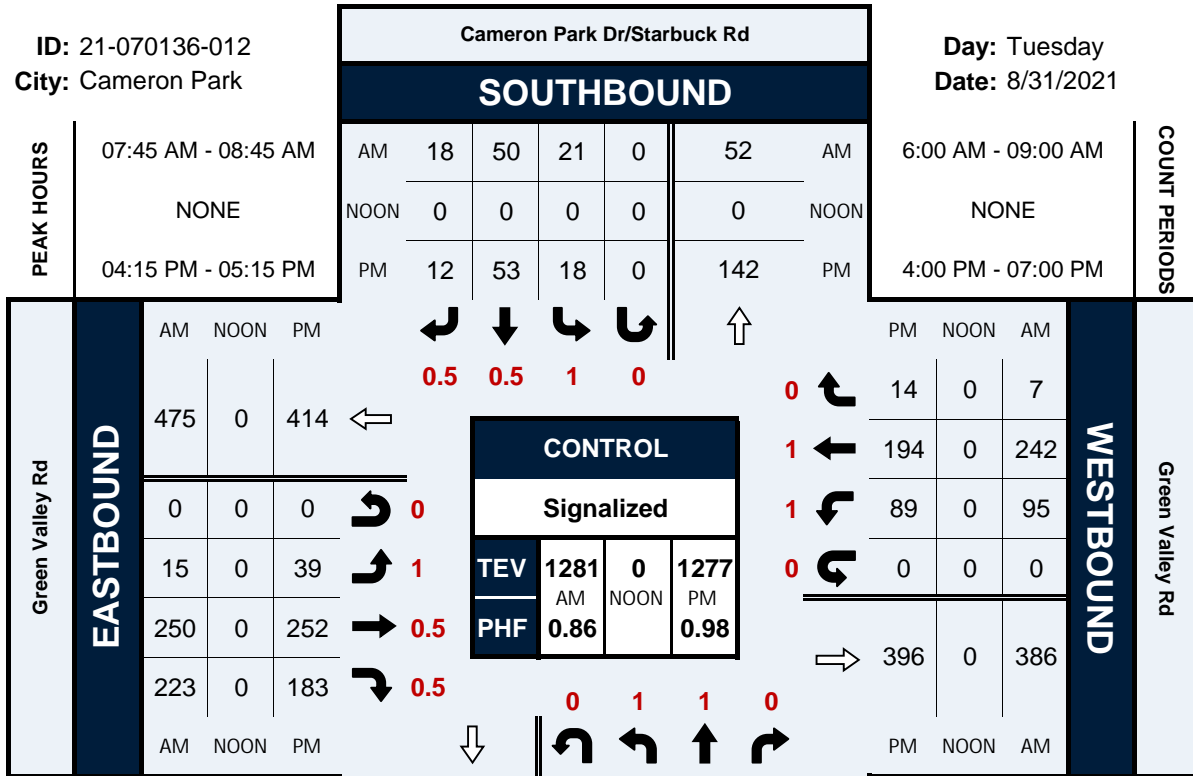 Cameron Park Dr/Starbuck Rd
ID: 21-070136-012
Day: Tuesday
City: Cameron Park
Date: 8/31/2021
SOUTHBOUND
PEAK HOURS
07:45 AM - 08:45 AM
AM 18 50 21 0 52 AM
6:00 AM - 09:00 AM
COUNT PERIODS
NONE
NOON 0 0 0 0 0 NOON
NONE
04:15 PM - 05:15 PM
PM 12 53 18 0 142 PM
4:00 PM - 07:00 PM
AM NOON PM
PM NOON AM
0.5 0.5 1 0
Green Valley Rd
EASTBOUND
475 0 414
0 0 0 0
15 0 39 1
250 0 252 0.5
223 0 183 0.5
AM NOON PM
CONTROL
Signalized
TEV 1281 0 1277
AM NOON PM
PHF 0.86 0.98
0 14 0 7
1 194 0 242
1 89 0 95
0 0 0 0
396 0 386
PM NOON AM
WESTBOUND
Green Valley Rd
0 1 1 0